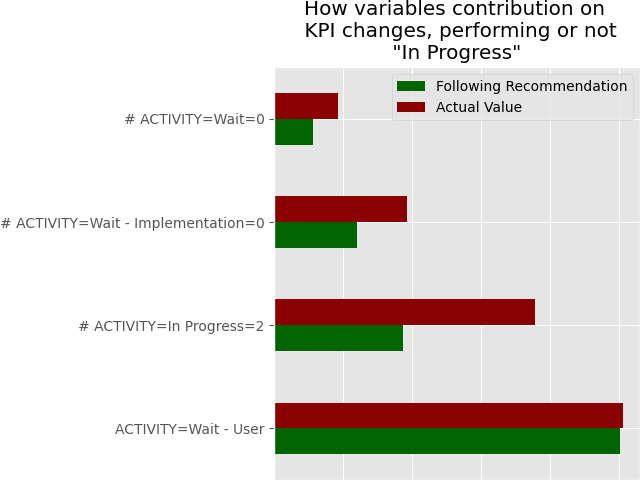 How variables contribution on
KPI changes, performing or not
"In Progress"
Following Recommendation
Actual Value
# ACTIVITY=Wait=0
# ACTIVITY=Wait - Implementation=0
# ACTIVITY=In Progress=2
ACTIVITY=Wait - User